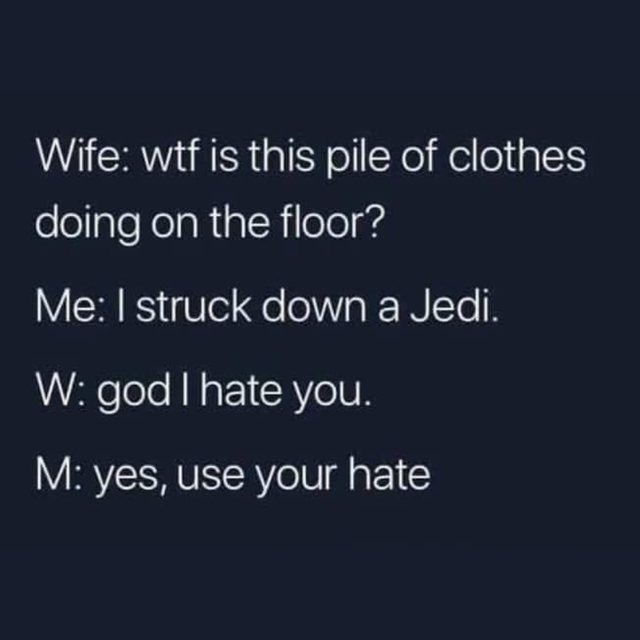 Wife: wtf is this pile of clothes
doing on the floor?
Me: I struck down a Jedi.
W: god I hate you.
M: yes, use your hate